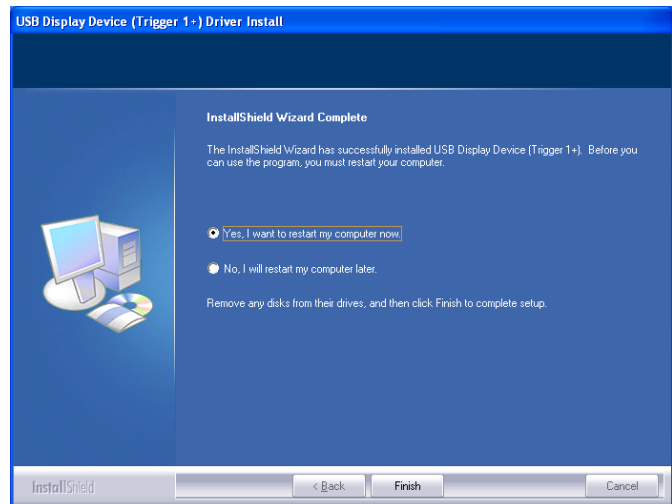 USB Display Device (Trigger 1+) Driver Install
InstallShield Wizard Complete
The InstallShield Wizard has successfully installed USB Display Device (Trigger 1+). Before you
can use the program, you must restart your computer.
Yes, I want to restart my computer now.
No, I will restart my computer later.
Remove any disks from their drives, and then click Finish to complete setup.
InstallShield
< Back
Finish
Cancel